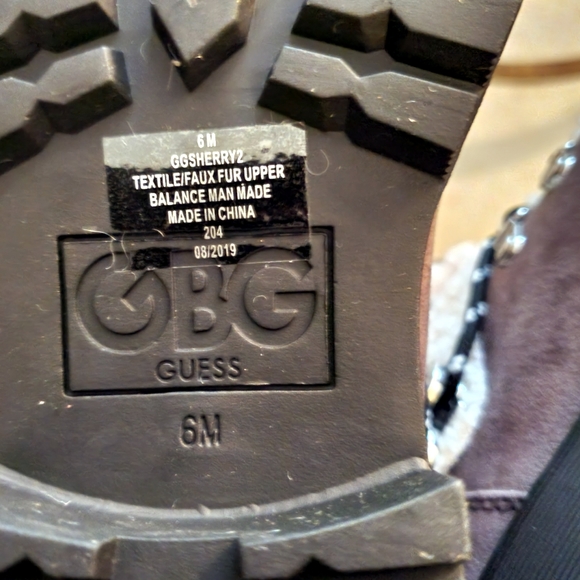 6 M
GGSHERRY2
TEXTILE/FAUX FUR UPPER
BALANCE MAN MADE
MADE IN CHINA
204
08/2019
GBG
GUESS
6M